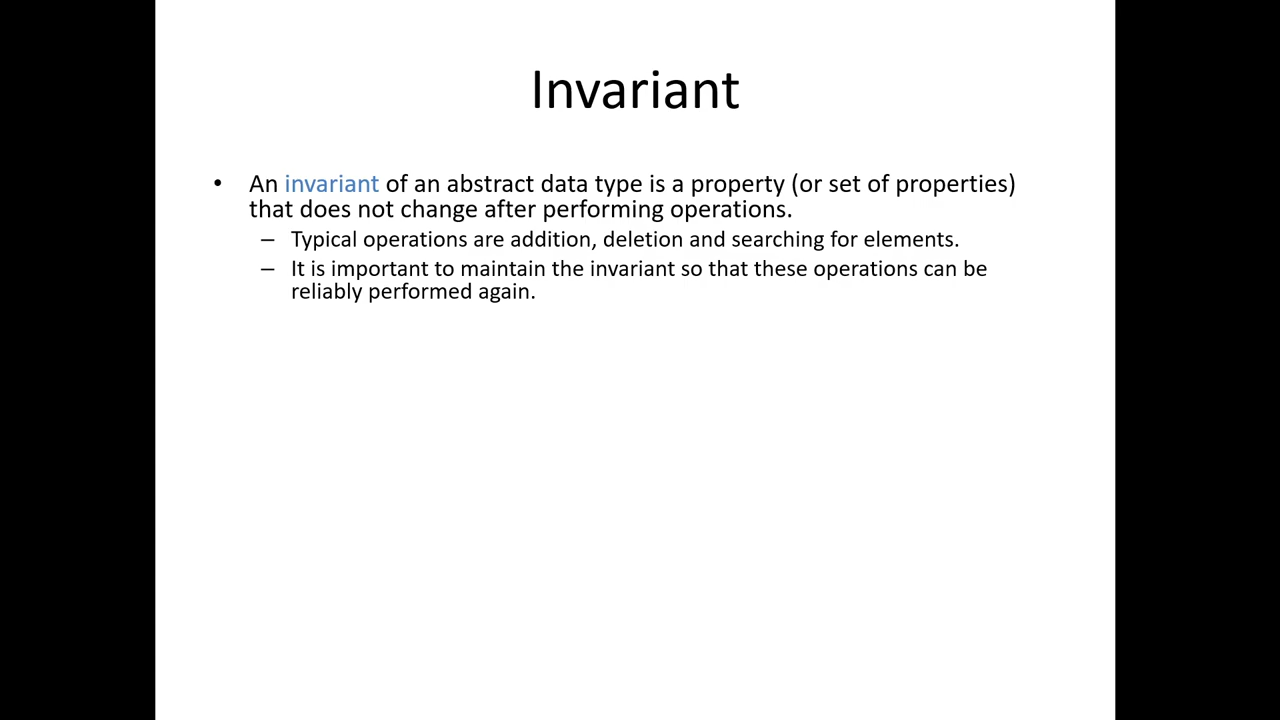 Invariant
• An invariant of an abstract data type is a property (or set of properties)
that does not change after performing operations.
– Typical operations are addition, deletion and searching for elements.
– It is important to maintain the invariant so that these operations can be
reliably performed again.